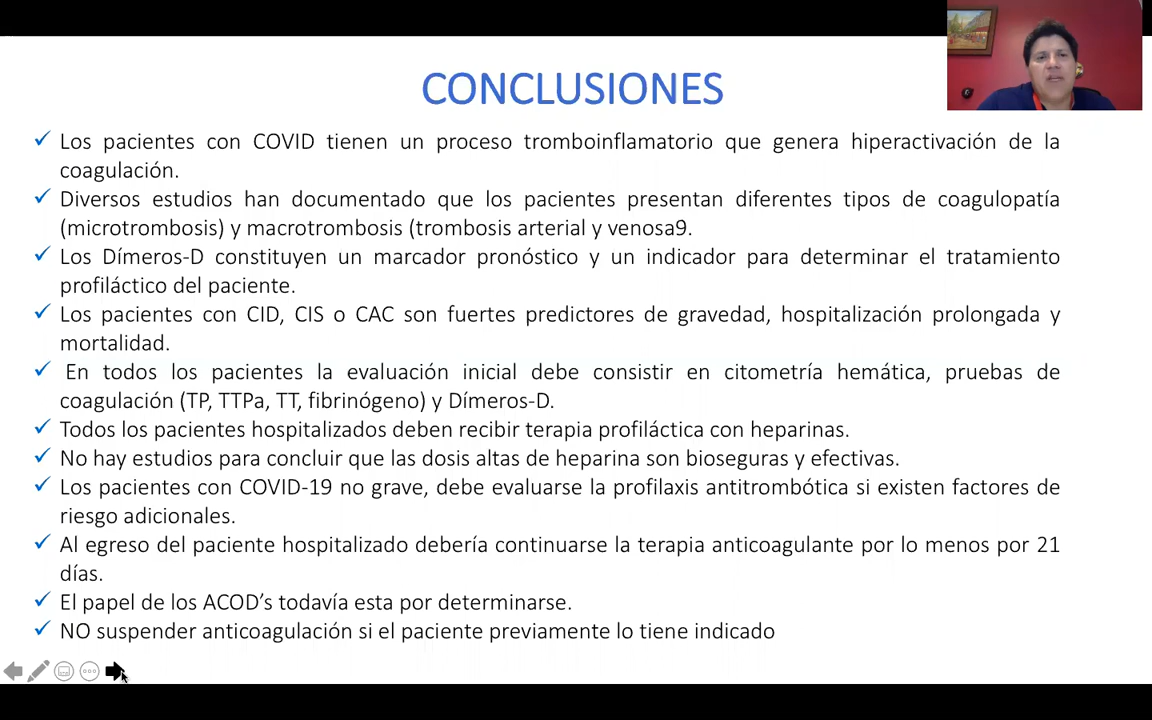 CONCLUSIONES
Los pacientes con COVID tienen un proceso tromboinflamatorio que genera hiperactivación de la
coagulación.
Diversos estudios han documentado que los pacientes presentan diferentes tipos de coagulopatía
(microtrombosis) y macrotrombosis (trombosis arterial y venosa9.
Los Dímeros-D constituyen un marcador pronóstico y un indicador para determinar el tratamiento
profiláctico del paciente.
Los pacientes con CID, CIS o CAC son fuertes predictores de gravedad, hospitalización prolongada y
mortalidad.
En todos los pacientes la evaluación inicial debe consistir en citometría hemática, pruebas de
coagulación (TP, TTPa, TT, fibrinógeno) y Dímeros-D.
Todos los pacientes hospitalizados deben recibir terapia profiláctica con heparinas.
No hay estudios para concluir que las dosis altas de heparina son bioseguras y efectivas.
Los pacientes con COVID-19 no grave, debe evaluarse la profilaxis antitrombótica si existen factores de
riesgo adicionales.
Al egreso del paciente hospitalizado debería continuarse la terapia anticoagulante por lo menos por 21
días.
El papel de los ACOD’s todavía esta por determinarse.
NO suspender anticoagulación si el paciente previamente lo tiene indicado